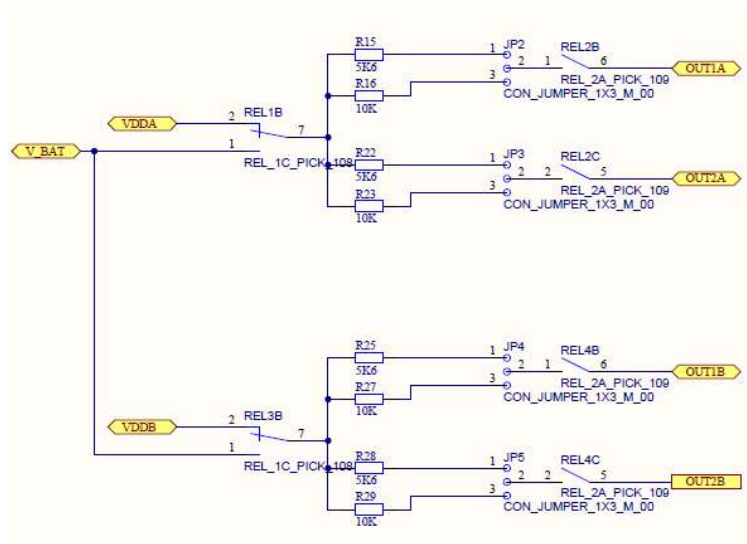 R15
5K6
R16
10K
1
3
JP2
2
CON_JUMPER_1X3_M_00
REL2B
1
6
REL_2A_PICK_109
OUT1A
VDDA
2
REL1B
7
V_BAT
1
REL_1C_PICK_108
R22
5K6
R23
10K
1
3
JP3
2
CON_JUMPER_1X3_M_00
REL2C
2
5
REL_2A_PICK_109
OUT2A
R25
5K6
R27
10K
1
3
JP4
2
CON_JUMPER_1X3_M_00
REL4B
1
6
REL_2A_PICK_109
OUT1B
VDDB
2
REL3B
7
1
REL_1C_PICK_108
R28
5K6
R29
10K
1
3
JP5
2
CON_JUMPER_1X3_M_00
REL4C
2
5
REL_2A_PICK_109
OUT2B